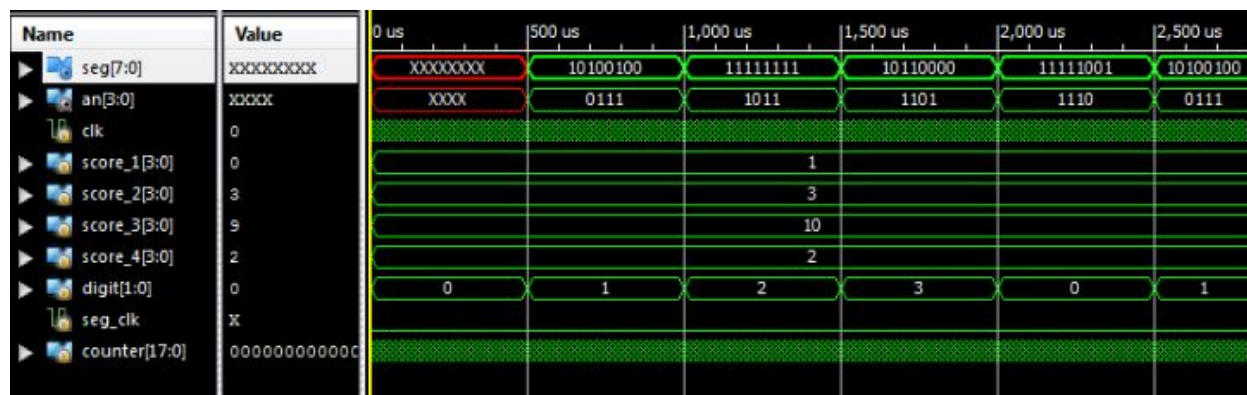 Name Value 0 us 500 us 1,000 us 1,500 us 2,000 us 2,500 us
seg[7:0] XXXXXXXX XXXXXXXX 10100100 11111111 10110000 11111001 10100100
an[3:0] XXXX XXXX 0111 1011 1101 1110 0111
clk 0
score_1[3:0] 0 1
score_2[3:0] 3 3
score_3[3:0] 9 10
score_4[3:0] 2 2
digit[1:0] 0 0 1 2 3 0 1
seg_clk X
counter[17:0] 000000000000